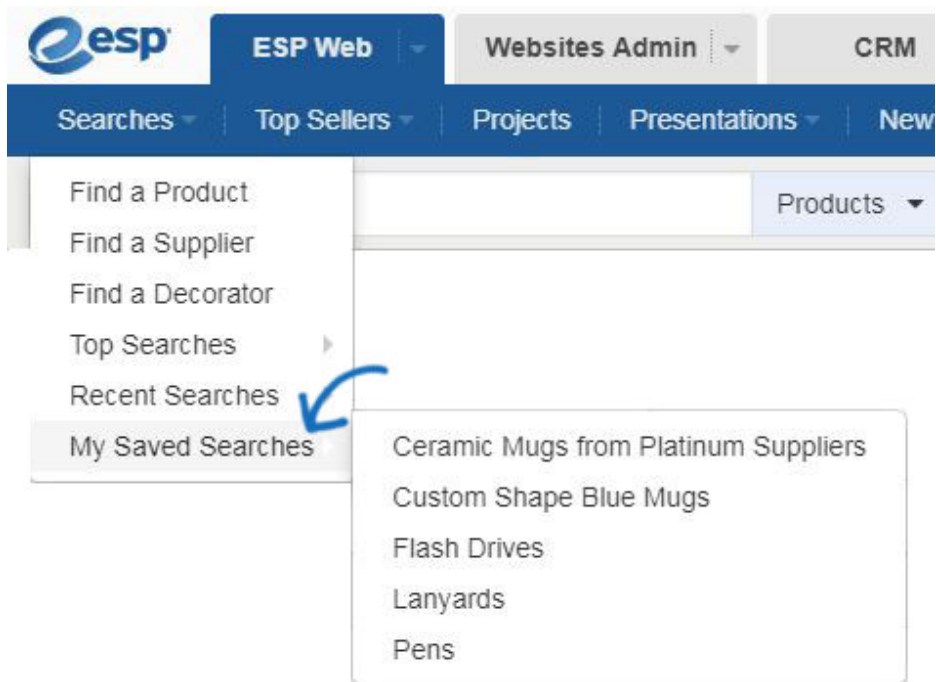 esp
ESP Web
Websites Admin
CRM
Searches
Top Sellers
Projects
Presentations
New
Find a Product
Products
Find a Supplier
Find a Decorator
Top Searches
Recent Searches
My Saved Searches
Ceramic Mugs from Platinum Suppliers
Custom Shape Blue Mugs
Flash Drives
Lanyards
Pens